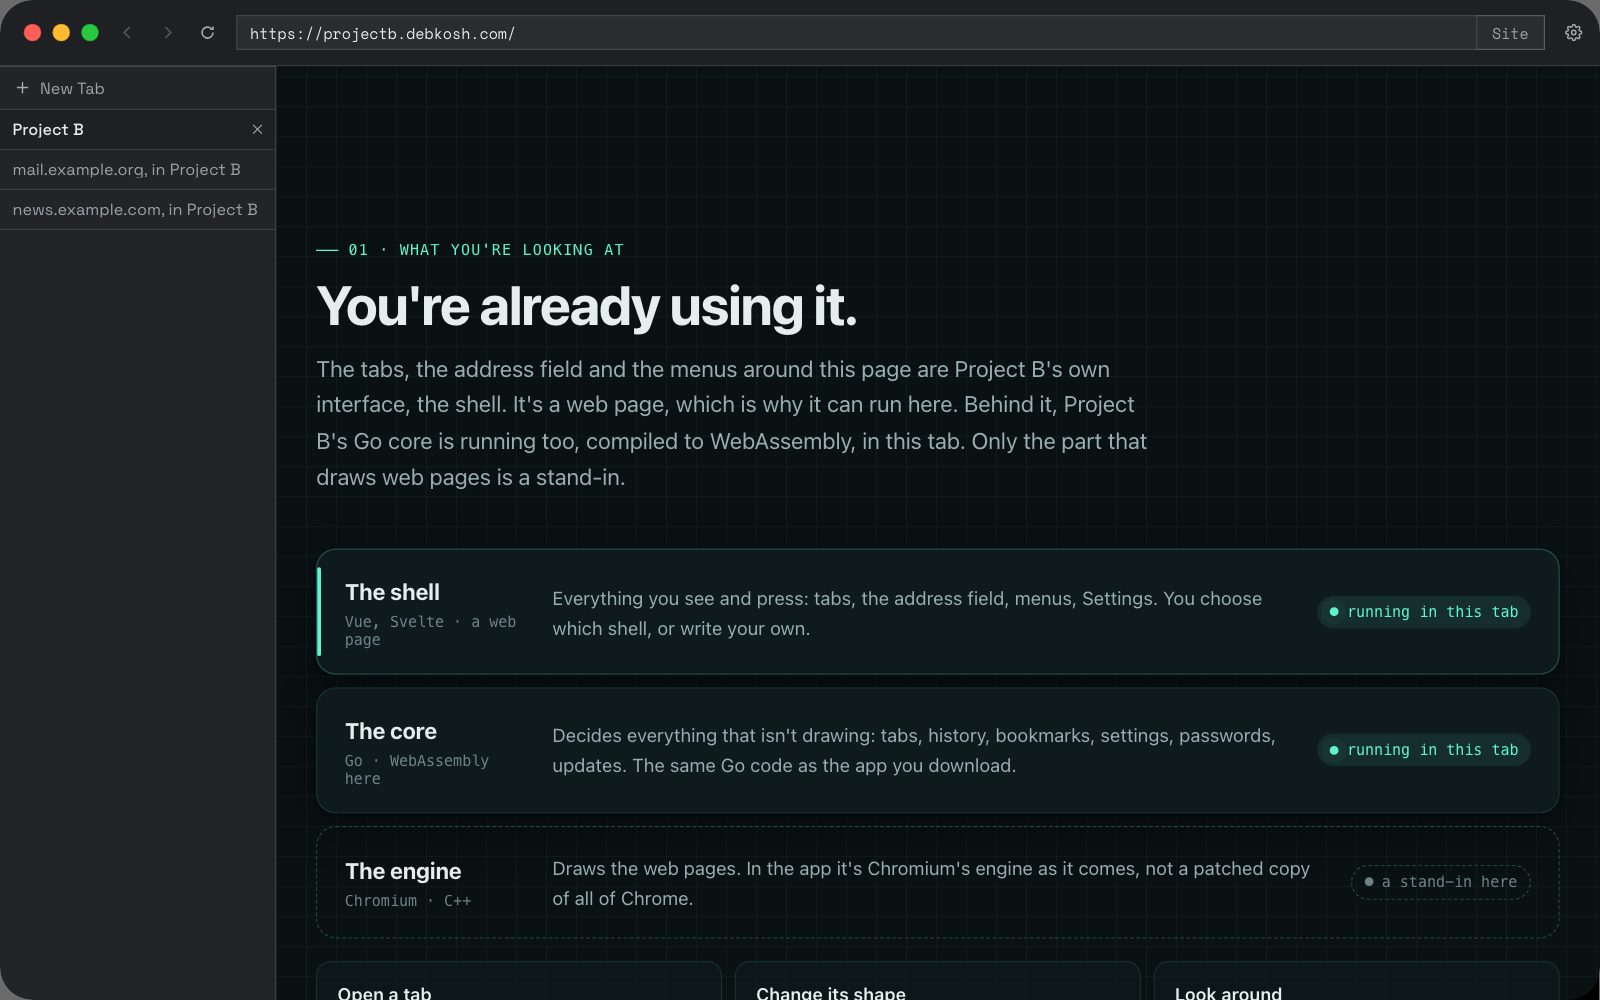 https://projectb.debkosh.com/
Site
New Tab
Project B
mail.example.org, in Project B
news.example.com, in Project B
01 · WHAT YOU'RE LOOKING AT
You're already using it.
The tabs, the address field and the menus around this page are Project B's own
interface, the shell. It's a web page, which is why it can run here. Behind it, Project
B's Go core is running too, compiled to WebAssembly, in this tab. Only the part that
draws web pages is a stand-in.
The shell
Vue, Svelte · a web
page
Everything you see and press: tabs, the address field, menus, Settings. You choose
which shell, or write your own.
running in this tab
The core
Go · WebAssembly
here
Decides everything that isn't drawing: tabs, history, bookmarks, settings, passwords,
updates. The same Go code as the app you download.
running in this tab
The engine
Chromium · C++
Draws the web pages. In the app it's Chromium's engine as it comes, not a patched copy
of all of Chrome.
a stand-in here
Open a tab
Change its shape
Look around